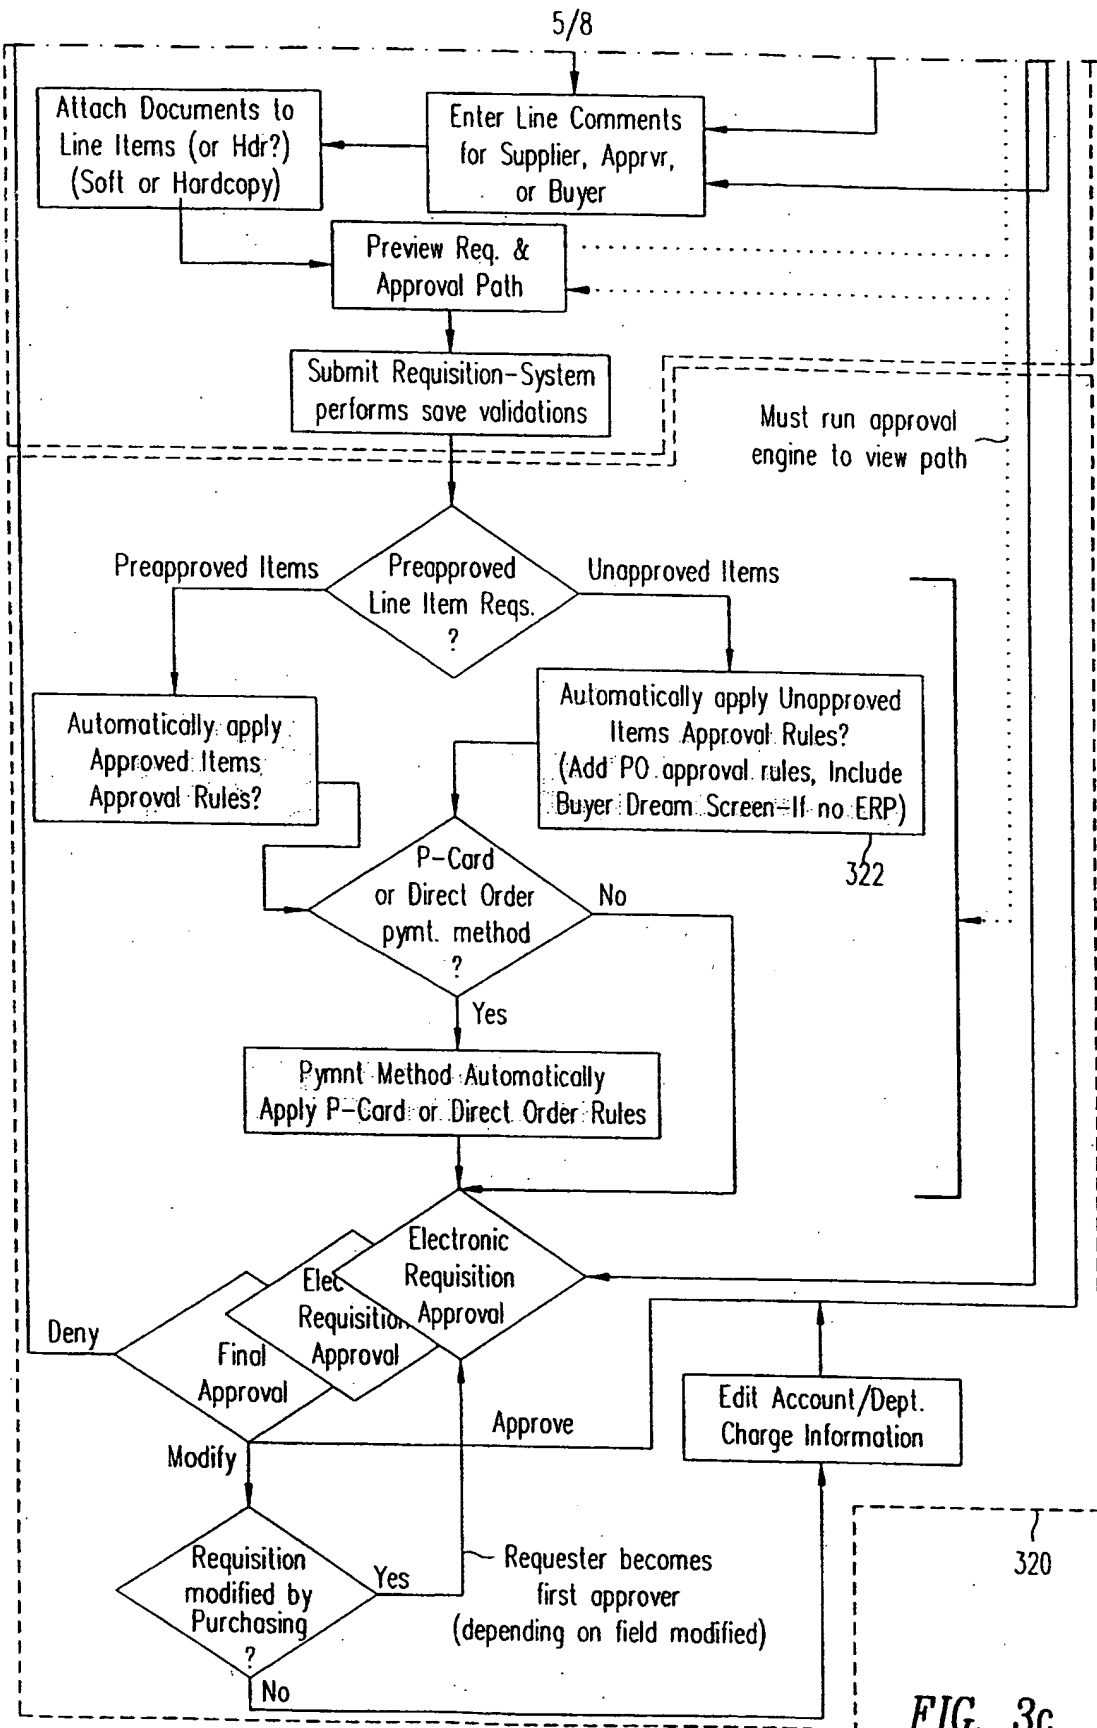 5/8
Attach Documents to
Line Items (or Hdr?)
(Soft or Hardcopy)
Enter Line Comments
for Supplier, Apprvr,
or Buyer
Preview Req. &
Approval Path
Submit Requisition-System
performs save validations
Must run approval
engine to view path
Preapproved Items
Preapproved
Line Item Reqs.
?
Unapproved Items
Automatically apply
Approved Items
Approval Rules?
Automatically apply Unapproved
Items Approval Rules?
(Add PO approval rules, Include
Buyer Dream Screen-If no ERP)
322
P-Card
or Direct Order
pymt. method
?
No
Yes
Pymnt Method Automatically
Apply P-Card or Direct Order Rules
Electronic
Requisition
Approval
Elec
Requisition
Approval
Final
Approval
Deny
Approve
Modify
Edit Account/Dept.
Charge Information
Requisition
modified by
Purchasing
?
Yes
No
Requester becomes
first approver
(depending on field modified)
320
FIG. 3c